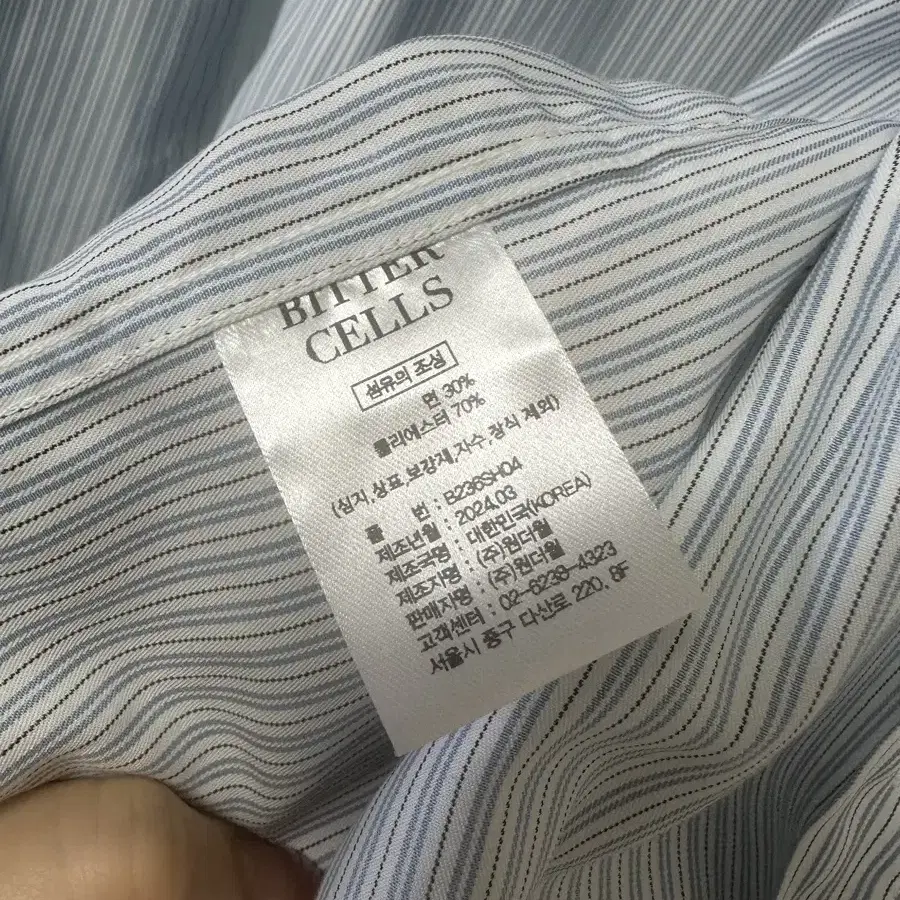 BITTER
CELLS
섬유의 조성
면 30%
폴리에스터 70%
(심지,상표,보강제,자수,장식 제외)
품 번 : B236SH04
제조년월 : 2024.03
제조국명 : 대한민국(KOREA)
제조자명 : (주)원더월
판매자명 : (주)원더월
고객센터 : 02-6238-4323
서울시 중구 다산로 220, 8F